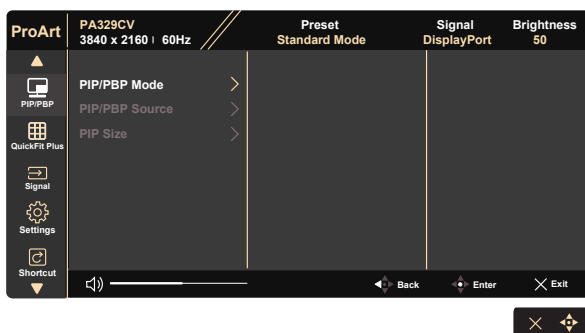 ProArt
PA329CV
3840 x 2160 | 60Hz
Preset
Standard Mode
Signal
DisplayPort
Brightness
50
PIP/PBP
QuickFit Plus
Signal
Settings
Shortcut
PIP/PBP Mode
PIP/PBP Source
PIP Size
Back
Enter
Exit